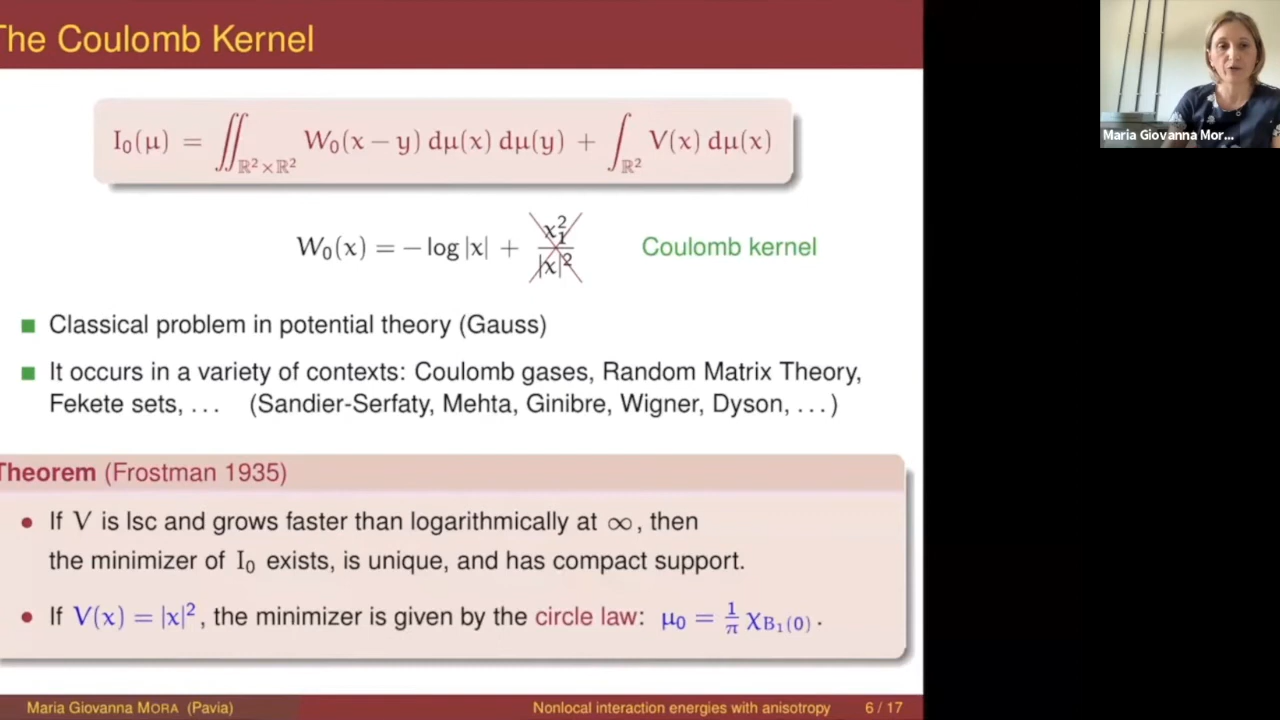 The Coulomb Kernel
I₀(μ) = ∬_{ℝ²×ℝ²} W₀(x − y) dμ(x) dμ(y) + ∫_{ℝ²} V(x) dμ(x)
W₀(x) = − log |x| + x₁²/|x|² Coulomb kernel
Classical problem in potential theory (Gauss)
It occurs in a variety of contexts: Coulomb gases, Random Matrix Theory,
Fekete sets, ... (Sandier-Serfaty, Mehta, Ginibre, Wigner, Dyson, ...)
Theorem (Frostman 1935)
• If V is lsc and grows faster than logarithmically at ∞, then
the minimizer of I₀ exists, is unique, and has compact support.
• If V(x) = |x|², the minimizer is given by the circle law: μ₀ = 1/π χ_{B₁(0)}.
Maria Giovanna MORA (Pavia) Nonlocal interaction energies with anisotropy 6 / 17
Maria Giovanna Mor...